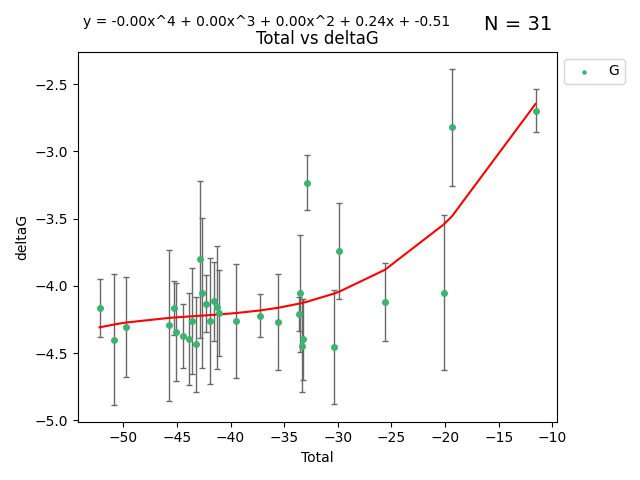 y = -0.00x^4 + 0.00x^3 + 0.00x^2 + 0.24x + -0.51
N = 31
Total vs deltaG
G
deltaG
−2.5
−3.0
−3.5
−4.0
−4.5
−5.0
−50 −45 −40 −35 −30 −25 −20 −15 −10
Total